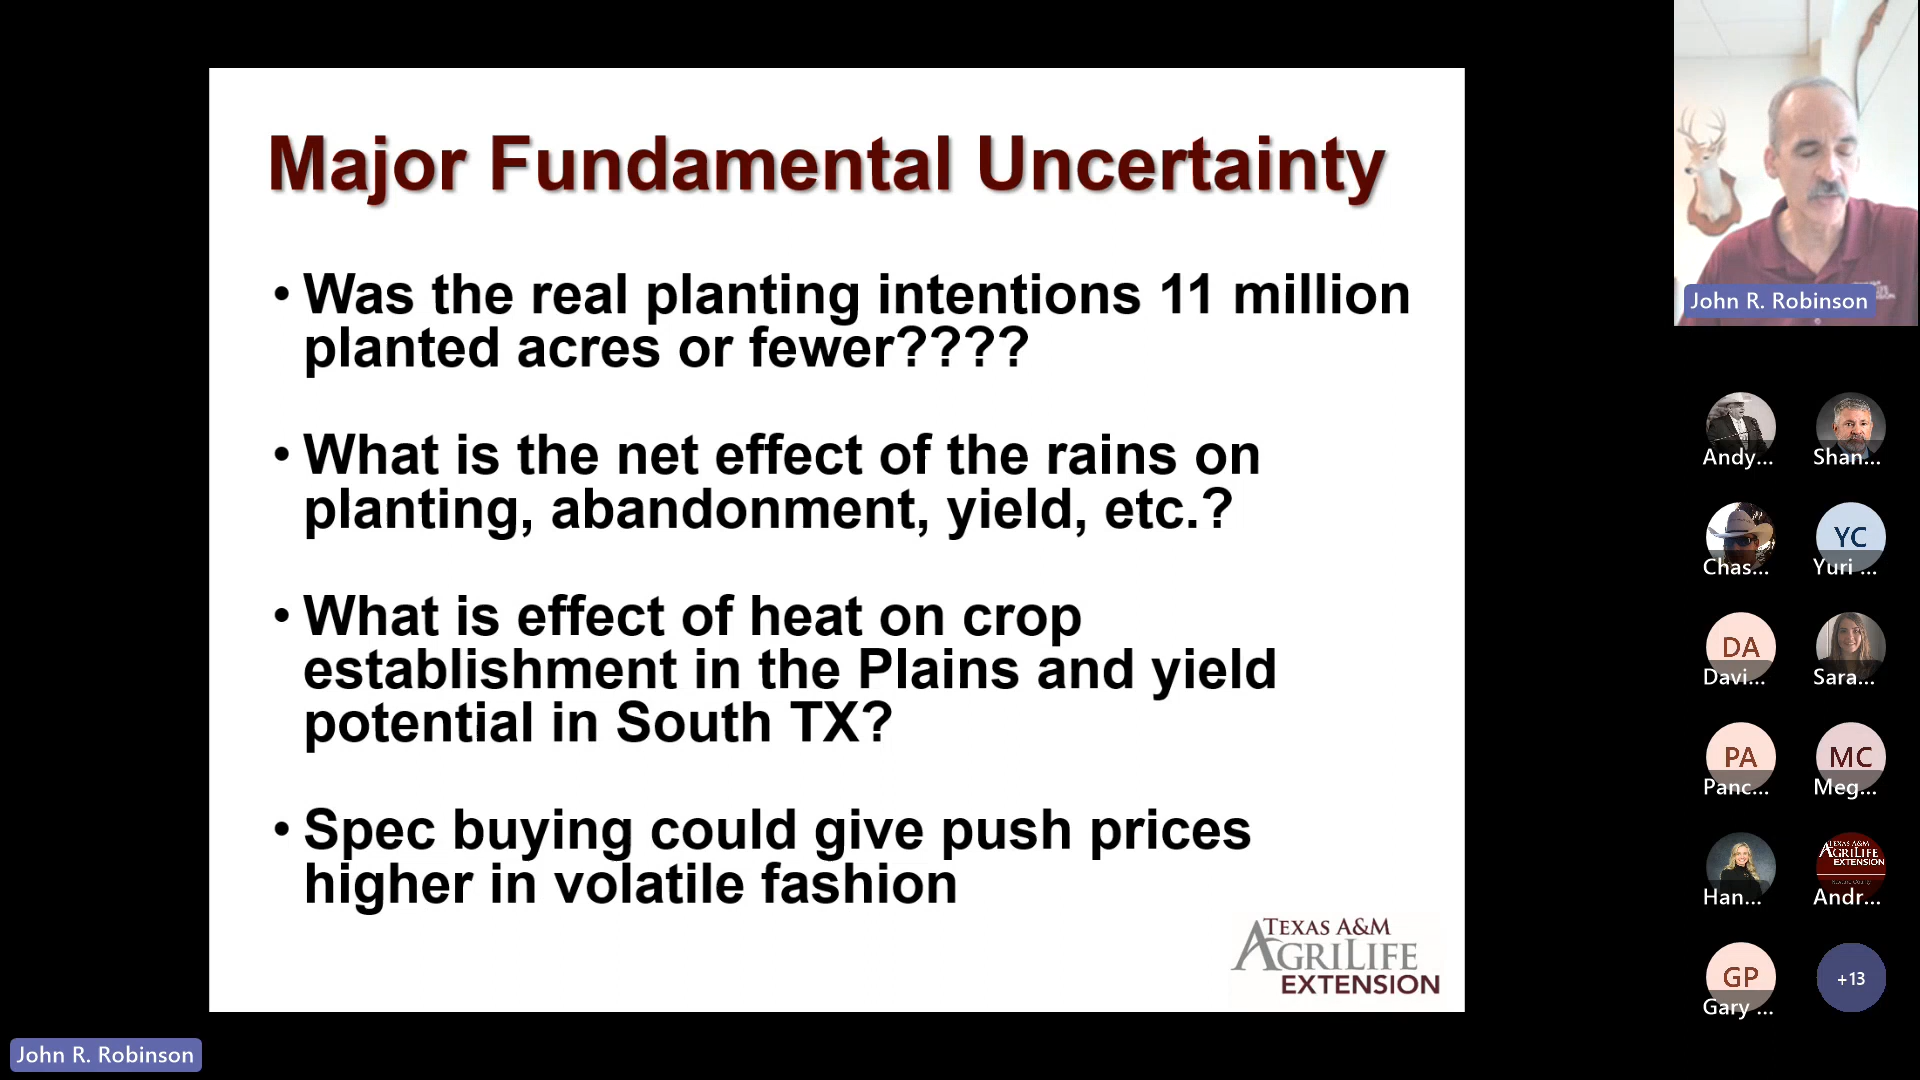 Major Fundamental Uncertainty
• Was the real planting intentions 11 million
planted acres or fewer????
• What is the net effect of the rains on
planting, abandonment, yield, etc.?
• What is effect of heat on crop
establishment in the Plains and yield
potential in South TX?
• Spec buying could give push prices
higher in volatile fashion
TEXAS A&M
AGRILIFE
EXTENSION
John R. Robinson
John R. Robinson
Andy...
Shan...
Chas...
YC
Yuri ...
DA
Davi...
Sara...
PA
Panc...
MC
Meg...
Han...
TEXAS A&M
AGRILIFE
EXTENSION
Andr...
GP
Gary ...
+13